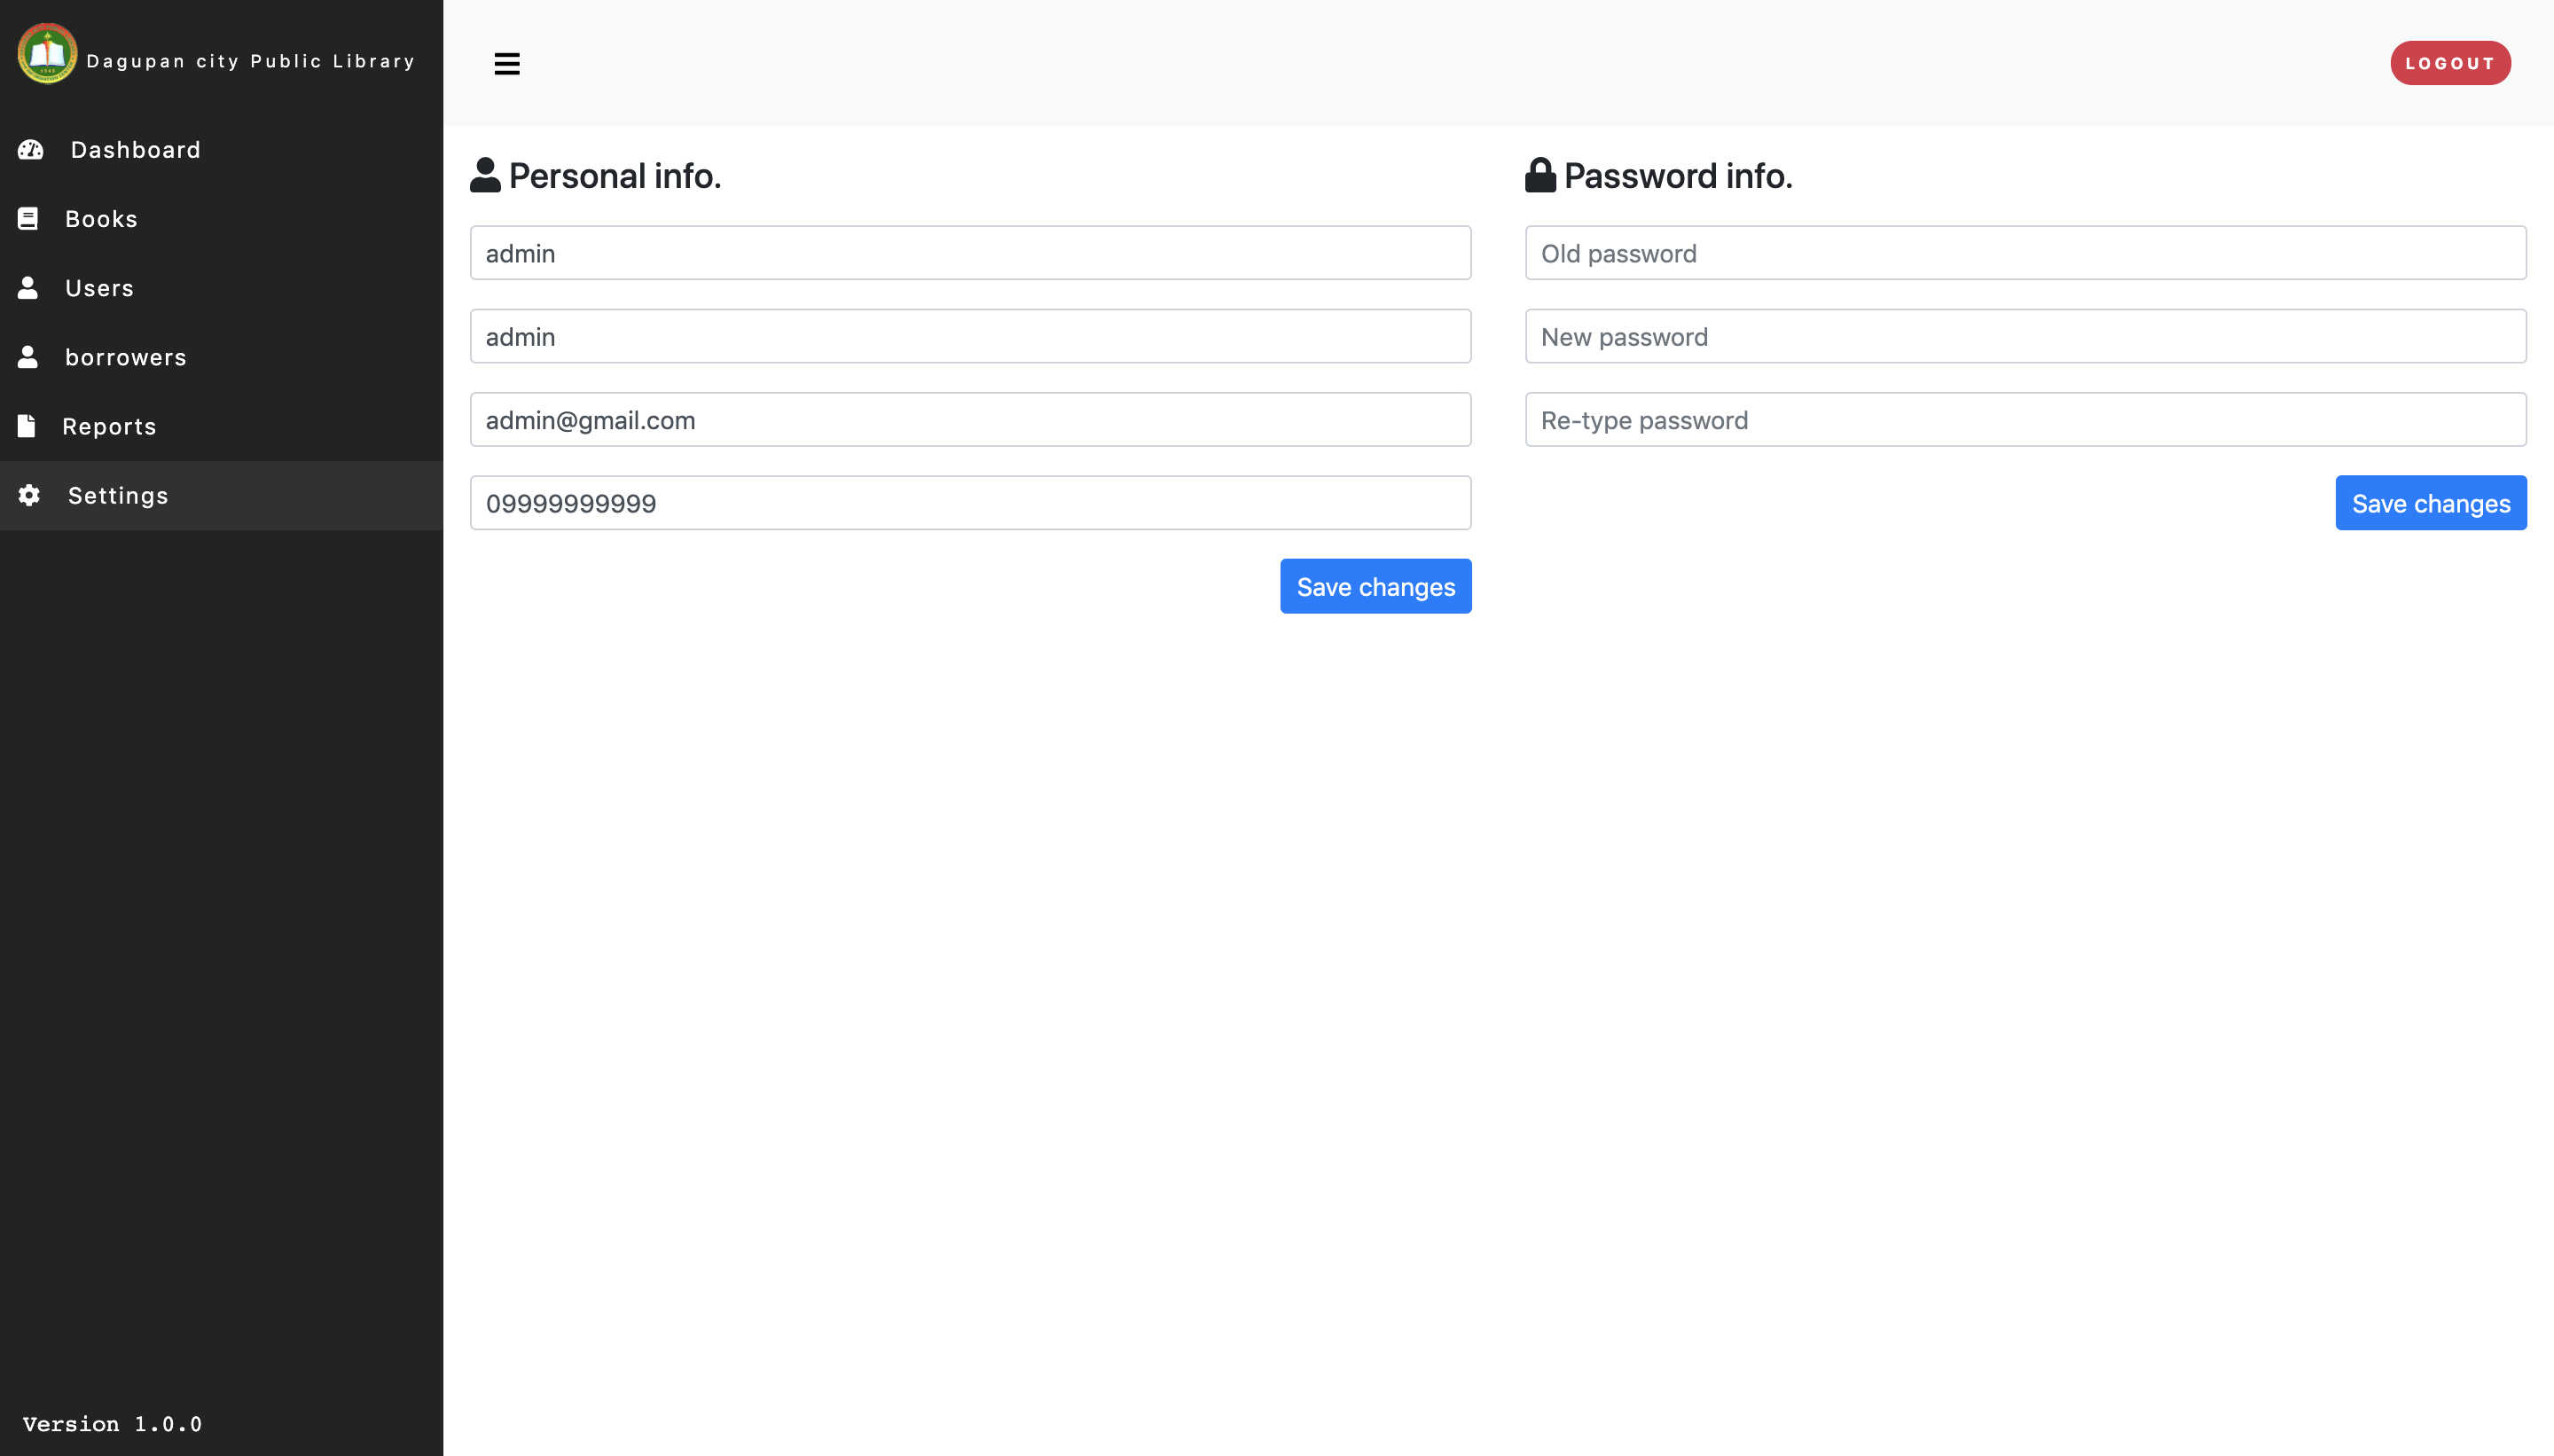 Dagupan city Public Library
Dashboard
Books
Users
borrowers
Reports
Settings
Version 1.0.0
LOGOUT
Personal info.
admin
admin
admin@gmail.com
09999999999
Save changes
Password info.
Old password
New password
Re-type password
Save changes